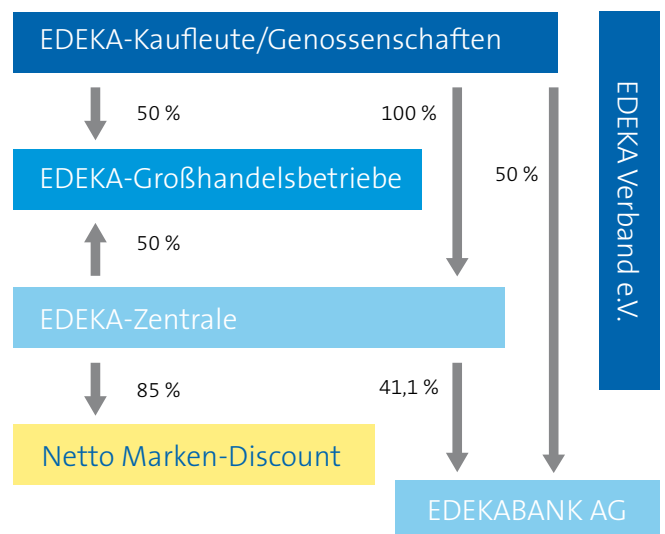 EDEKA-Kaufleute/Genossenschaften
50 %
100 %
EDEKA-Großhandelsbetriebe
50 %
50 %
EDEKA-Zentrale
85 %
41,1 %
Netto Marken-Discount
EDEKABANK AG
EDEKA Verband e.V.